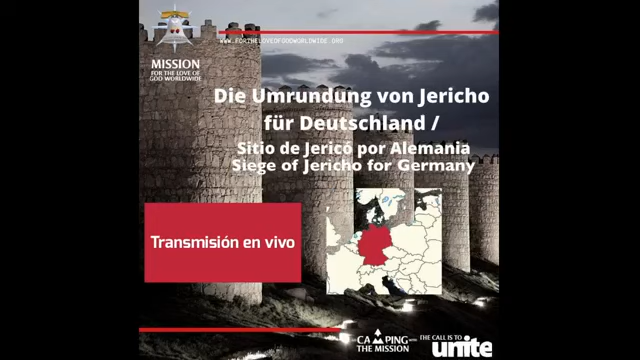 WWW.FORTHELOVEOFGODWORLDWIDE.ORG
MISSION
FOR THE LOVE OF
GOD WORLDWIDE
Die Umrundung von Jericho
für Deutschland /
Sitio de Jericó por Alemania
Siege of Jericho for Germany
Transmisión en vivo
CAMPING WITH
THE MISSION
THE CALL IS TO
unite